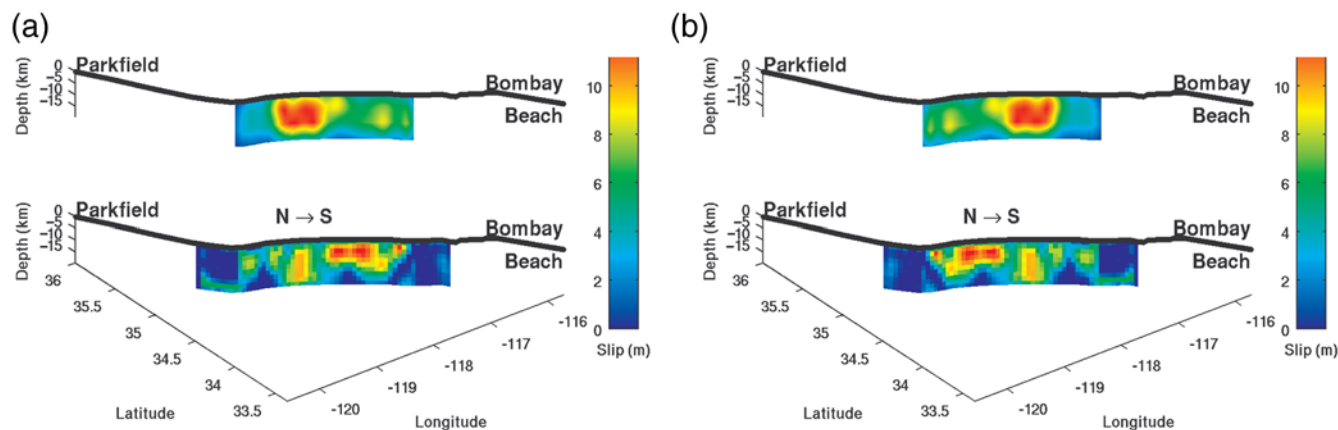 (a)
Parkfield
Bombay
Beach
Depth (km)
0
−5
−10
−15
10
8
6
4
2
0
Slip (m)
Parkfield
N → S
Bombay
Beach
Depth (km)
0
−5
−10
−15
36
35.5
35
34.5
34
33.5
Latitude
-120
-119
-118
-117
-116
Longitude
(b)
Parkfield
Bombay
Beach
Depth (km)
0
−5
−10
−15
10
8
6
4
2
0
Slip (m)
Parkfield
N → S
Bombay
Beach
Depth (km)
0
−5
−10
−15
36
35.5
35
34.5
34
33.5
Latitude
-120
-119
-118
-117
-116
Longitude